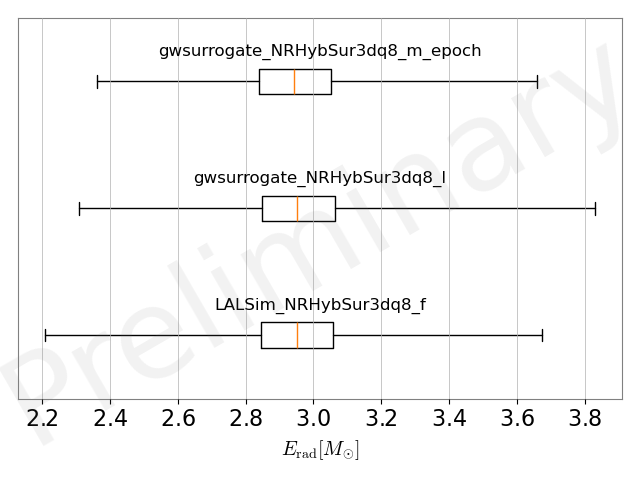 gwsurrogate_NRHybSur3dq8_m_epoch
gwsurrogate_NRHybSur3dq8_l
LALSim_NRHybSur3dq8_f
Preliminary
2.2 2.4 2.6 2.8 3.0 3.2 3.4 3.6 3.8
E_rad[M_⊙]